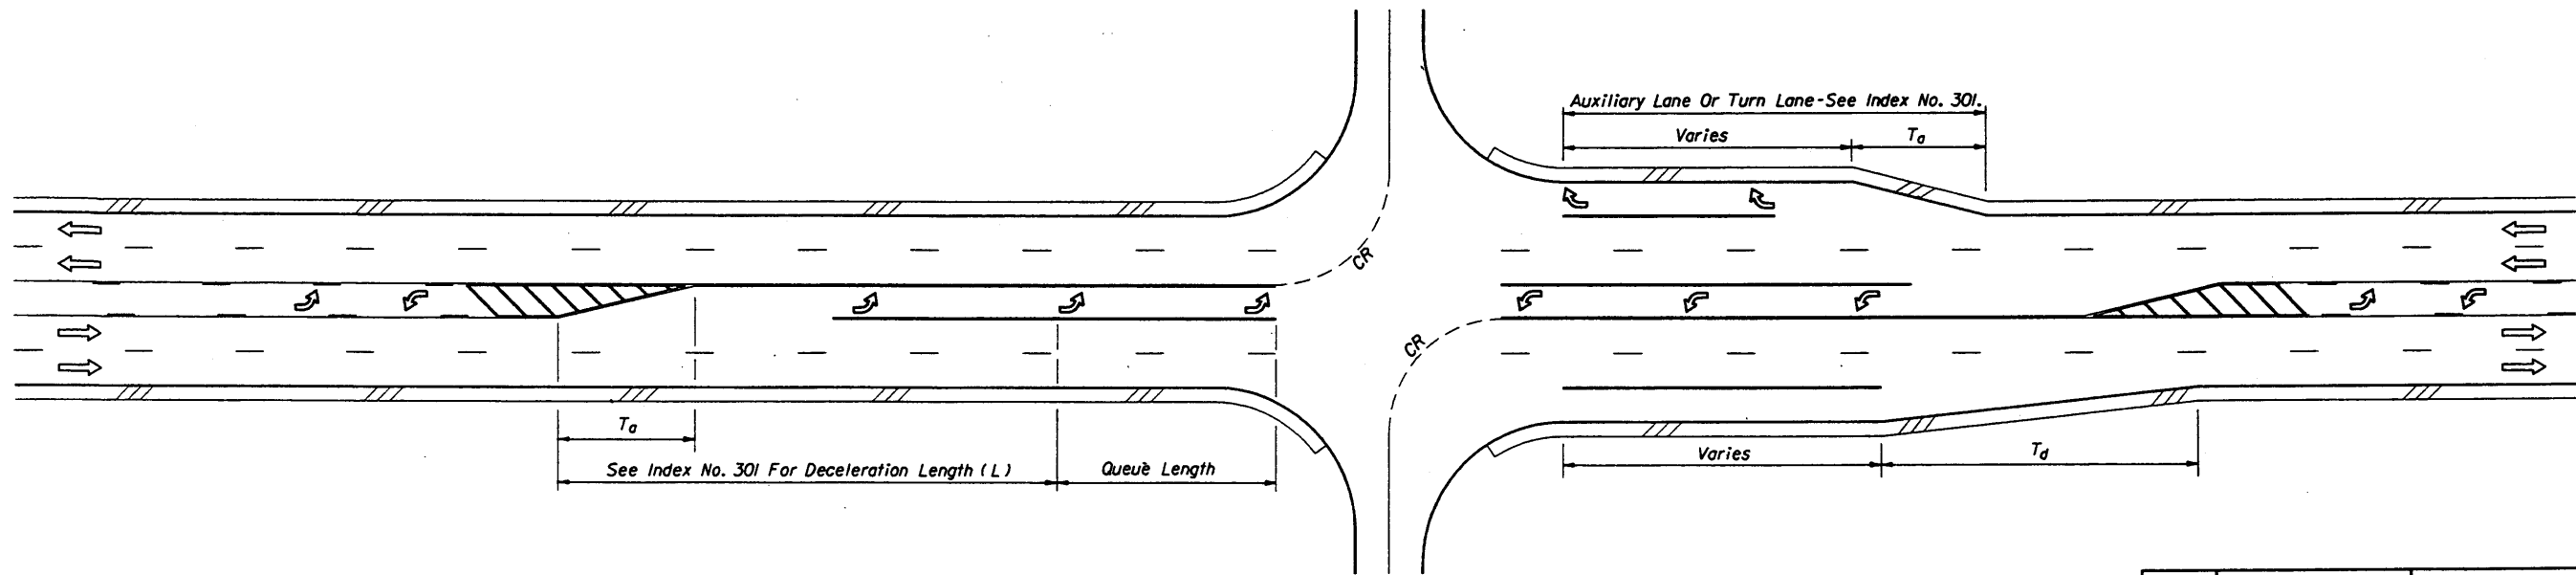 Auxiliary Lane Or Turn Lane-See Index No. 301.
Varies
Ta
CR
CR
Ta
See Index No. 301 For Deceleration Length (L)
Queue Length
Varies
Td